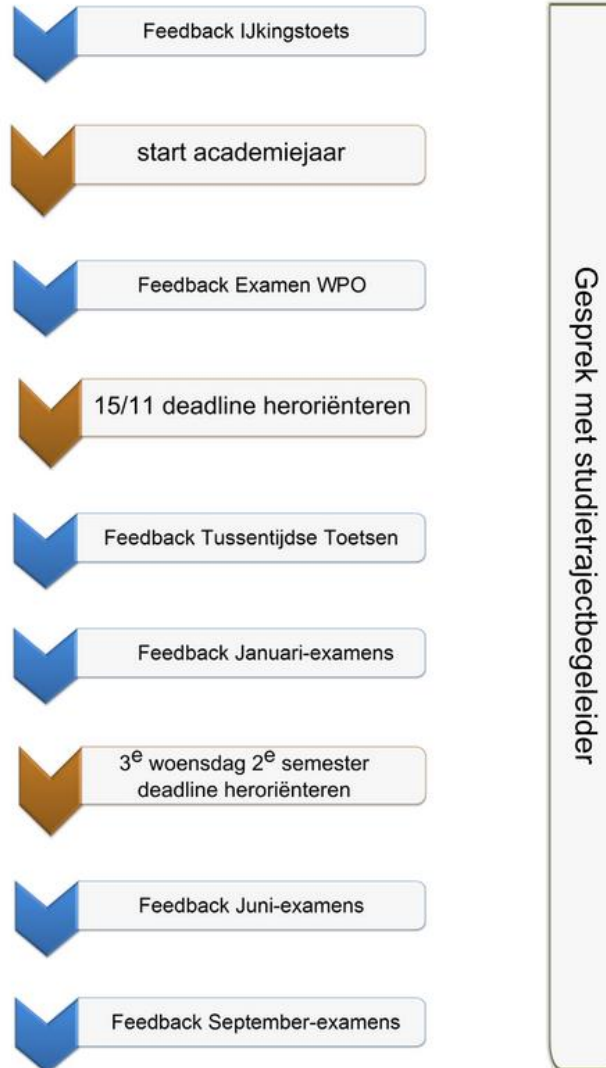 Feedback IJkingstoets
start academiejaar
Feedback Examen WPO
15/11 deadline heroriënteren
Feedback Tussentijdse Toetsen
Feedback Januari-examens
3e woensdag 2e semester
deadline heroriënteren
Feedback Juni-examens
Feedback September-examens
Gesprek met studietrajectbegeleider